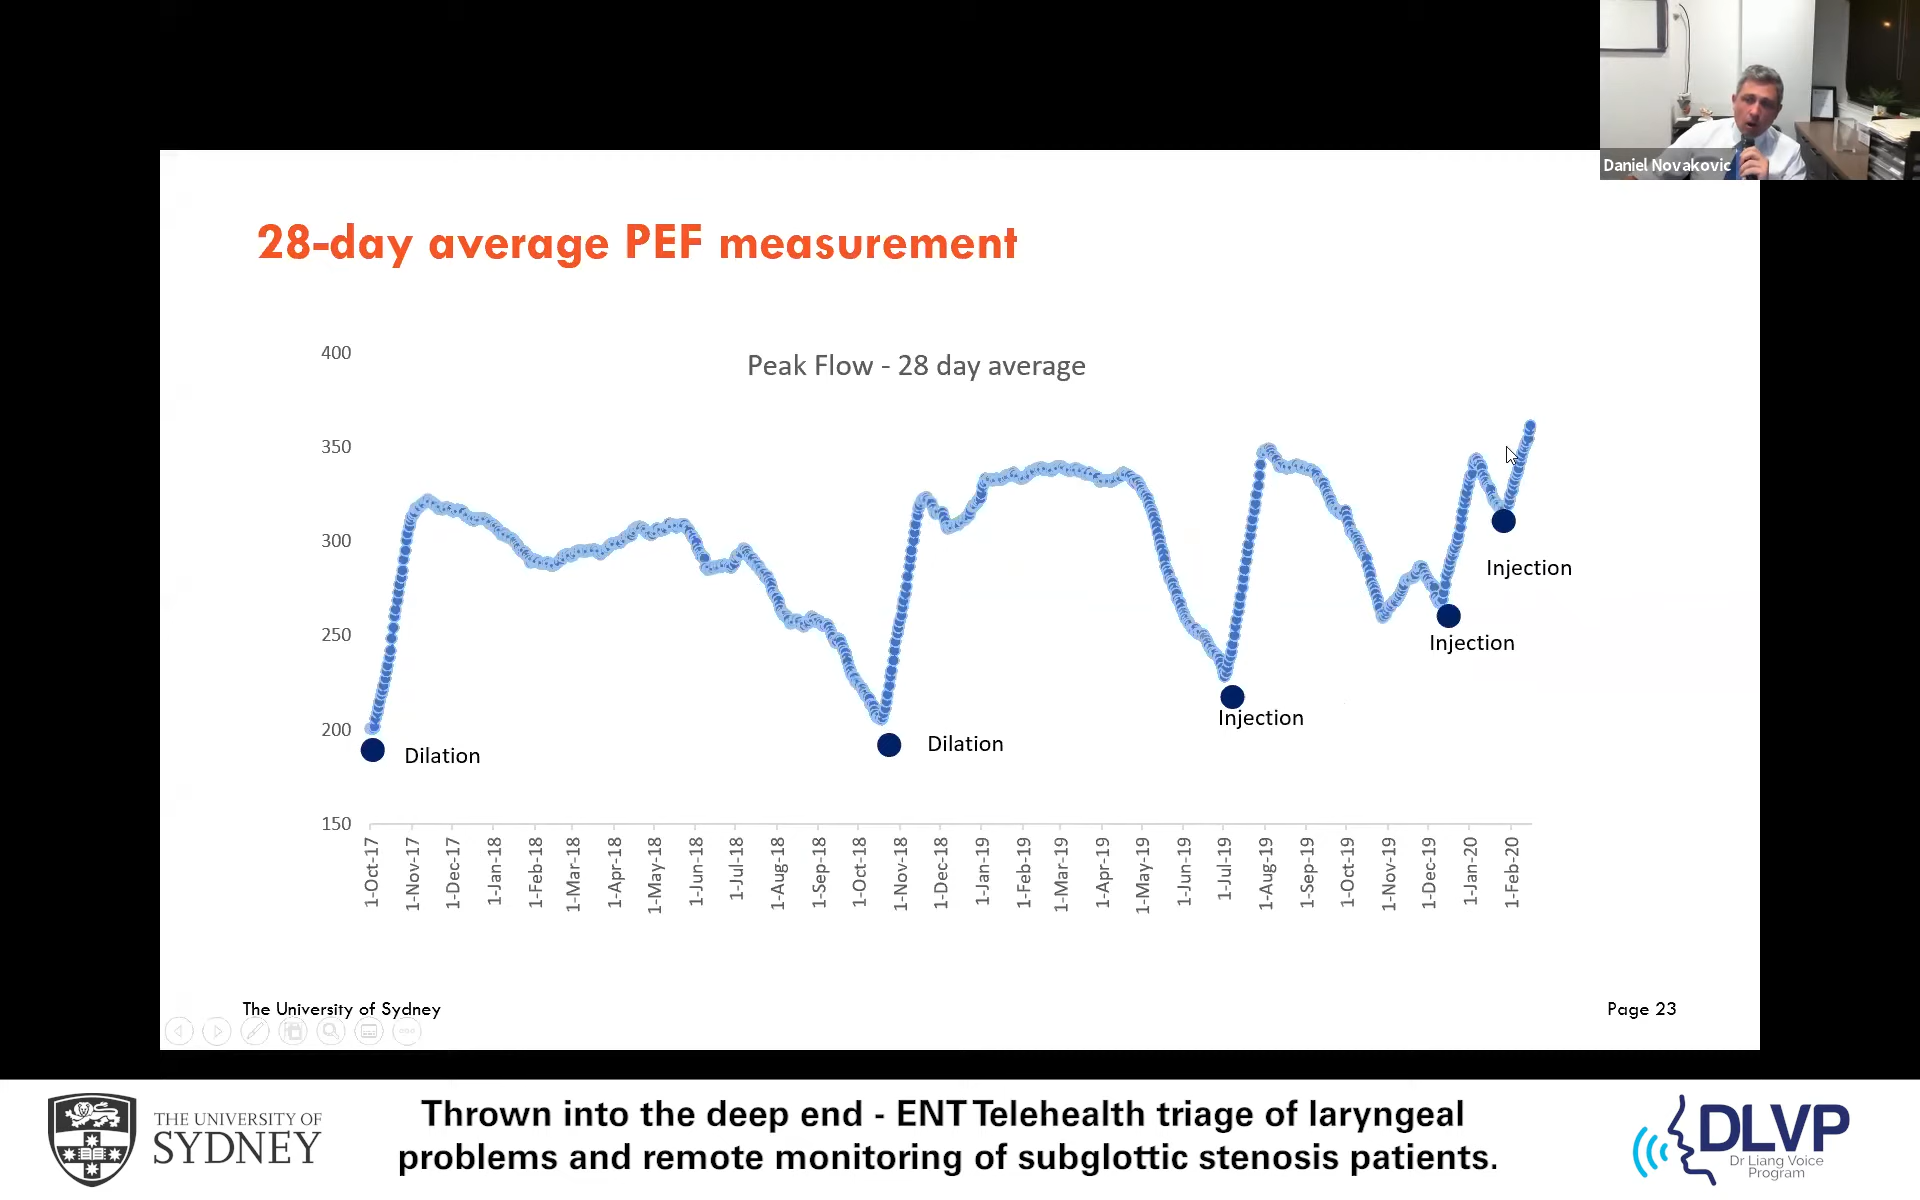 Daniel Novakovic
28-day average PEF measurement
Peak Flow - 28 day average
400
350
300
250
200
150
Dilation
Dilation
Injection
Injection
Injection
1-Oct-17
1-Nov-17
1-Dec-17
1-Jan-18
1-Feb-18
1-Mar-18
1-Apr-18
1-May-18
1-Jun-18
1-Jul-18
1-Aug-18
1-Sep-18
1-Oct-18
1-Nov-18
1-Dec-18
1-Jan-19
1-Feb-19
1-Mar-19
1-Apr-19
1-May-19
1-Jun-19
1-Jul-19
1-Aug-19
1-Sep-19
1-Oct-19
1-Nov-19
1-Dec-19
1-Jan-20
1-Feb-20
The University of Sydney
Page 23
THE UNIVERSITY OF
SYDNEY
Thrown into the deep end - ENT Telehealth triage of laryngeal
problems and remote monitoring of subglottic stenosis patients.
DLVP
Dr Liang Voice
Program